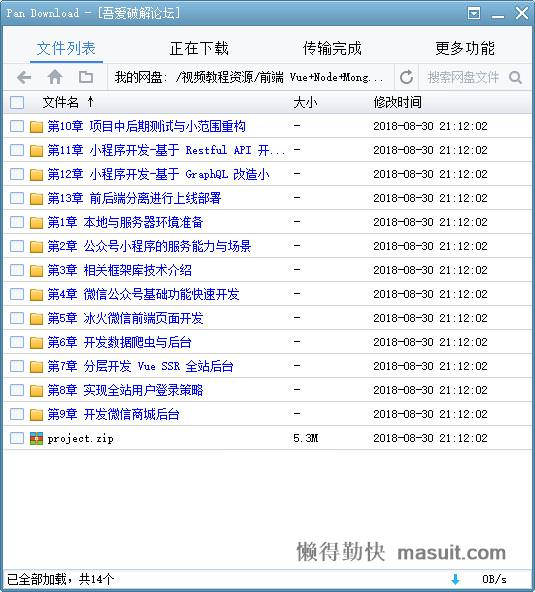 Pan Download - [吾爱破解论坛]
文件列表 正在下载 传输完成 更多功能
我的网盘: /视频教程资源/前端 Vue+Node+Mong... 搜索网盘文件
文件名 ↑ 大小 修改时间
第10章 项目中后期测试与小范围重构 - 2018-08-30 21:12:02
第11章 小程序开发-基于 Restful API 开... - 2018-08-30 21:12:02
第12章 小程序开发-基于 GraphQL 改造小 - 2018-08-30 21:12:02
第13章 前后端分离进行上线部署 - 2018-08-30 21:12:02
第1章 本地与服务器环境准备 - 2018-08-30 21:12:02
第2章 公众号小程序的服务能力与场景 - 2018-08-30 21:12:02
第3章 相关框架库技术介绍 - 2018-08-30 21:12:02
第4章 微信公众号基础功能快速开发 - 2018-08-30 21:12:02
第5章 冰火微信前端页面开发 - 2018-08-30 21:12:02
第6章 开发数据爬虫与后台 - 2018-08-30 21:12:02
第7章 分层开发 Vue SSR 全站后台 - 2018-08-30 21:12:02
第8章 实现全站用户登录策略 - 2018-08-30 21:12:02
第9章 开发微信商城后台 - 2018-08-30 21:12:02
project.zip 5.3M 2018-08-30 21:12:02
懒得勤快 masuit.com
已全部加载，共14个 0B/s